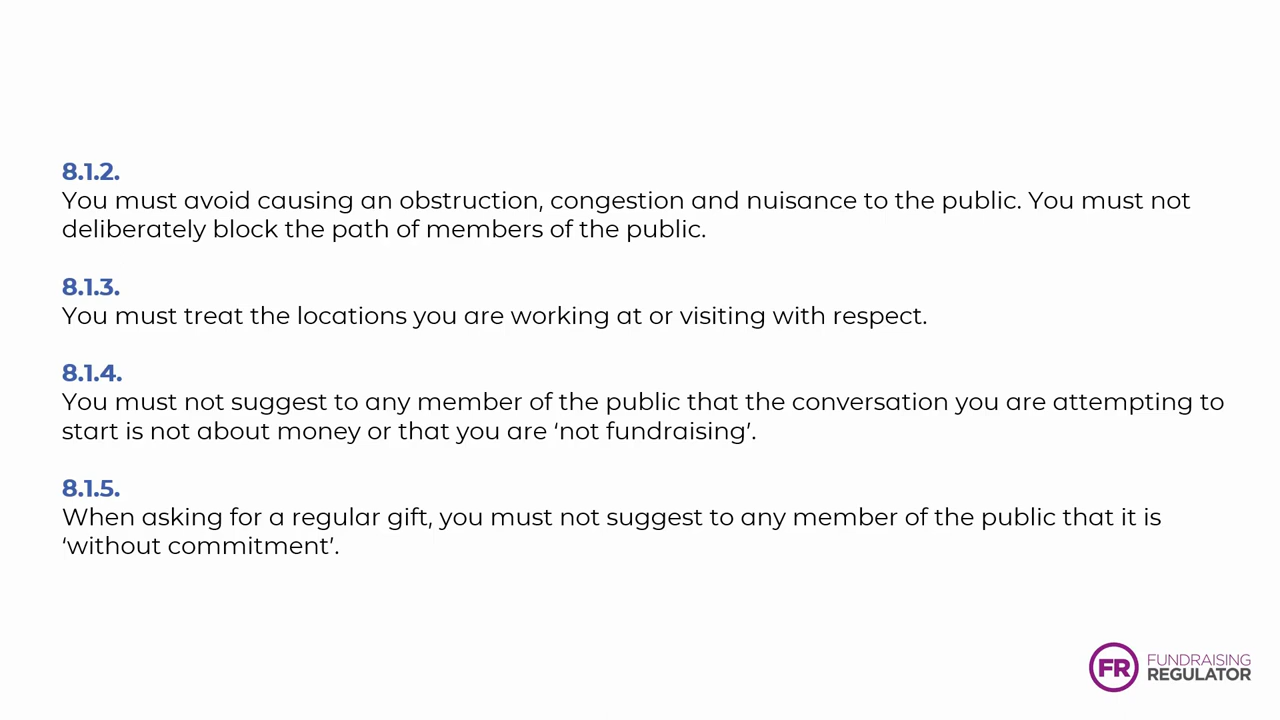 8.1.2.
You must avoid causing an obstruction, congestion and nuisance to the public. You must not
deliberately block the path of members of the public.
8.1.3.
You must treat the locations you are working at or visiting with respect.
8.1.4.
You must not suggest to any member of the public that the conversation you are attempting to
start is not about money or that you are ‘not fundraising’.
8.1.5.
When asking for a regular gift, you must not suggest to any member of the public that it is
‘without commitment’.
FR
FUNDRAISING
REGULATOR